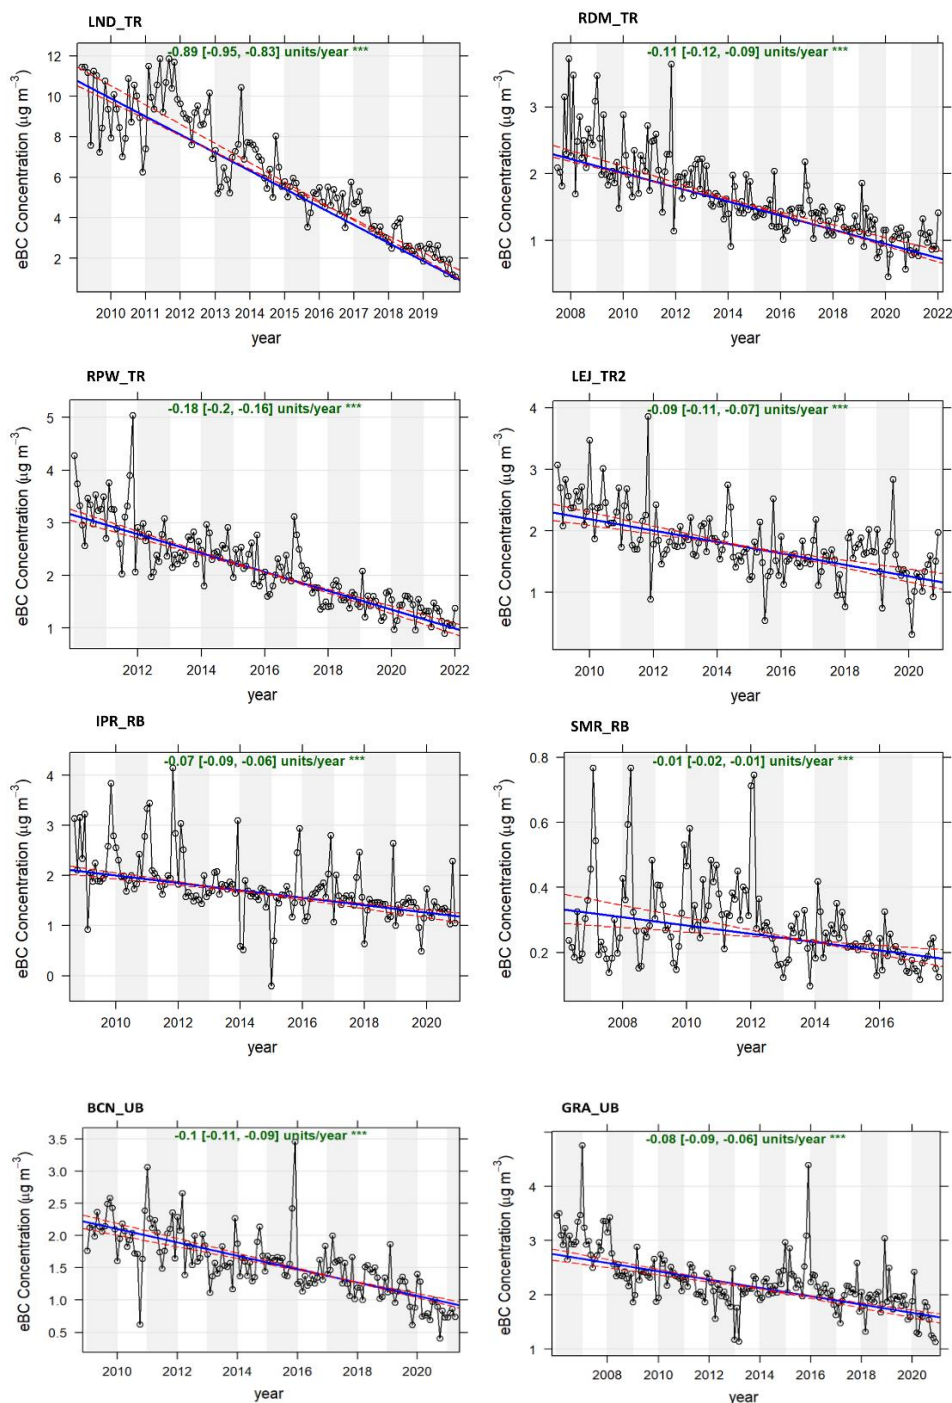 LND_TR
-0.89 [-0.95, -0.83] units/year ***
12
10
8
6
4
2
eBC Concentration (µg m⁻³)
2010 2011 2012 2013 2014 2015 2016 2017 2018 2019
year
RDM_TR
-0.11 [-0.12, -0.09] units/year ***
3
2
1
eBC Concentration (µg m⁻³)
2008 2010 2012 2014 2016 2018 2020 2022
year
RPW_TR
-0.18 [-0.2, -0.16] units/year ***
5
4
3
2
1
eBC Concentration (µg m⁻³)
2012 2014 2016 2018 2020 2022
year
LEJ_TR2
-0.09 [-0.11, -0.07] units/year ***
4
3
2
1
eBC Concentration (µg m⁻³)
2010 2012 2014 2016 2018 2020
year
IPR_RB
-0.07 [-0.09, -0.06] units/year ***
4
3
2
1
0
eBC Concentration (µg m⁻³)
2010 2012 2014 2016 2018 2020
year
SMR_RB
-0.01 [-0.02, -0.01] units/year ***
0.8
0.6
0.4
0.2
eBC Concentration (µg m⁻³)
2008 2010 2012 2014 2016
year
BCN_UB
-0.1 [-0.11, -0.09] units/year ***
3.5
3.0
2.5
2.0
1.5
1.0
0.5
eBC Concentration (µg m⁻³)
2010 2012 2014 2016 2018 2020
year
GRA_UB
-0.08 [-0.09, -0.06] units/year ***
4
3
2
1
eBC Concentration (µg m⁻³)
2008 2010 2012 2014 2016 2018 2020
year